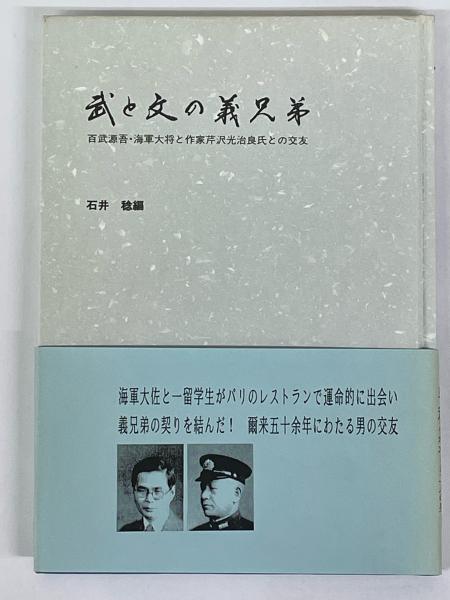 武と文の義兄弟
百武源吾・海軍大将と作家芹沢光治良氏との交友
石井 稔編
海軍大佐と一留学生がパリのレストランで運命的に出会い
義兄弟の契りを結んだ! 爾来五十余年にわたる男の交友